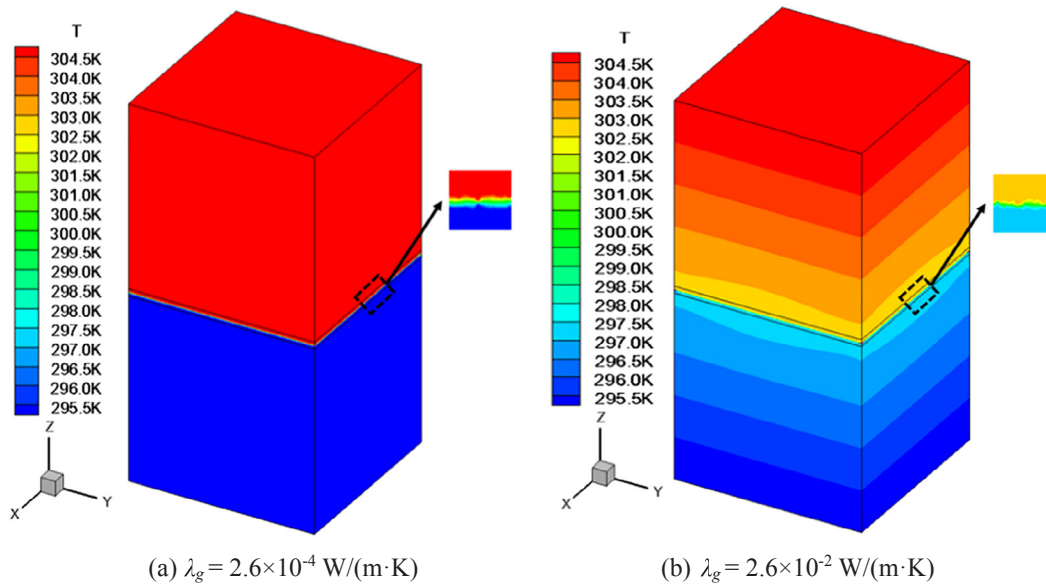 T
304.5K
304.0K
303.5K
303.0K
302.5K
302.0K
301.5K
301.0K
300.5K
300.0K
299.5K
299.0K
298.5K
298.0K
297.5K
297.0K
296.5K
296.0K
295.5K
Z
X
Y
(a) λg = 2.6×10-4 W/(m·K)
T
304.5K
304.0K
303.5K
303.0K
302.5K
302.0K
301.5K
301.0K
300.5K
300.0K
299.5K
299.0K
298.5K
298.0K
297.5K
297.0K
296.5K
296.0K
295.5K
Z
X
Y
(b) λg = 2.6×10-2 W/(m·K)